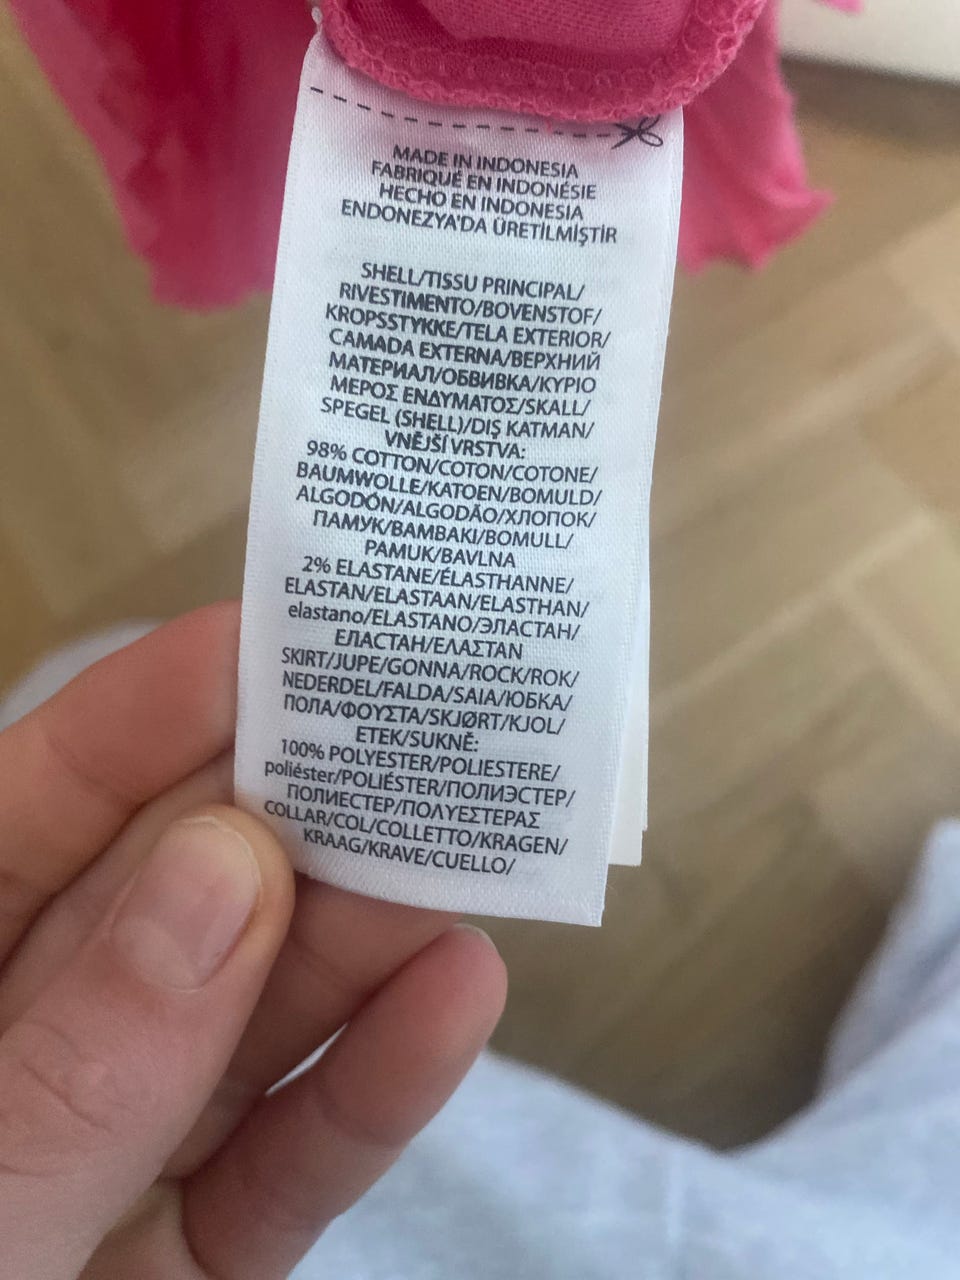 MADE IN INDONESIA
FABRIQUÉ EN INDONÉSIE
HECHO EN INDONESIA
ENDONEZYA'DA ÜRETİLMİŞTİR
SHELL/TISSU PRINCIPAL/
RIVESTIMENTO/BOVENSTOF/
KROPSSTYKKE/TELA EXTERIOR/
CAMADA EXTERNA/ВЕРХНИЙ
МАТЕРИАЛ/ОБВИВКА/ΚΥΡΙΟ
ΜΕΡΟΣ ΕΝΔΥΜΑΤΟΣ/SKALL/
SPEGEL (SHELL)/DIŞ KATMAN/
VNĚJŠÍ VRSTVA:
98% COTTON/COTON/COTONE/
BAUMWOLLE/KATOEN/BOMULD/
ALGODÓN/ALGODÃO/ХЛОПОК/
ПАМУК/ΒΑΜΒΑΚΙ/BOMULL/
PAMUK/BAVLNA
2% ELASTANE/ÉLASTHANNE/
ELASTAN/ELASTAAN/ELASTHAN/
elastano/ELASTANO/ЭЛАСТАН/
ЕЛАСТАН/ΕΛΑΣΤΑΝ
SKIRT/JUPE/GONNA/ROCK/ROK/
NEDERDEL/FALDA/SAIA/ЮБКА/
ПОЛА/ΦΟΥΣΤΑ/SKJØRT/KJOL/
ETEK/SUKNĚ:
100% POLYESTER/POLIESTERE/
poliéster/POLIÉSTER/ПОЛИЭСТЕР/
ПОЛИЕСТЕР/ΠΟΛΥΕΣΤΕΡΑΣ
COLLAR/COL/COLLETTO/KRAGEN/
KRAAG/KRAVE/CUELLO/